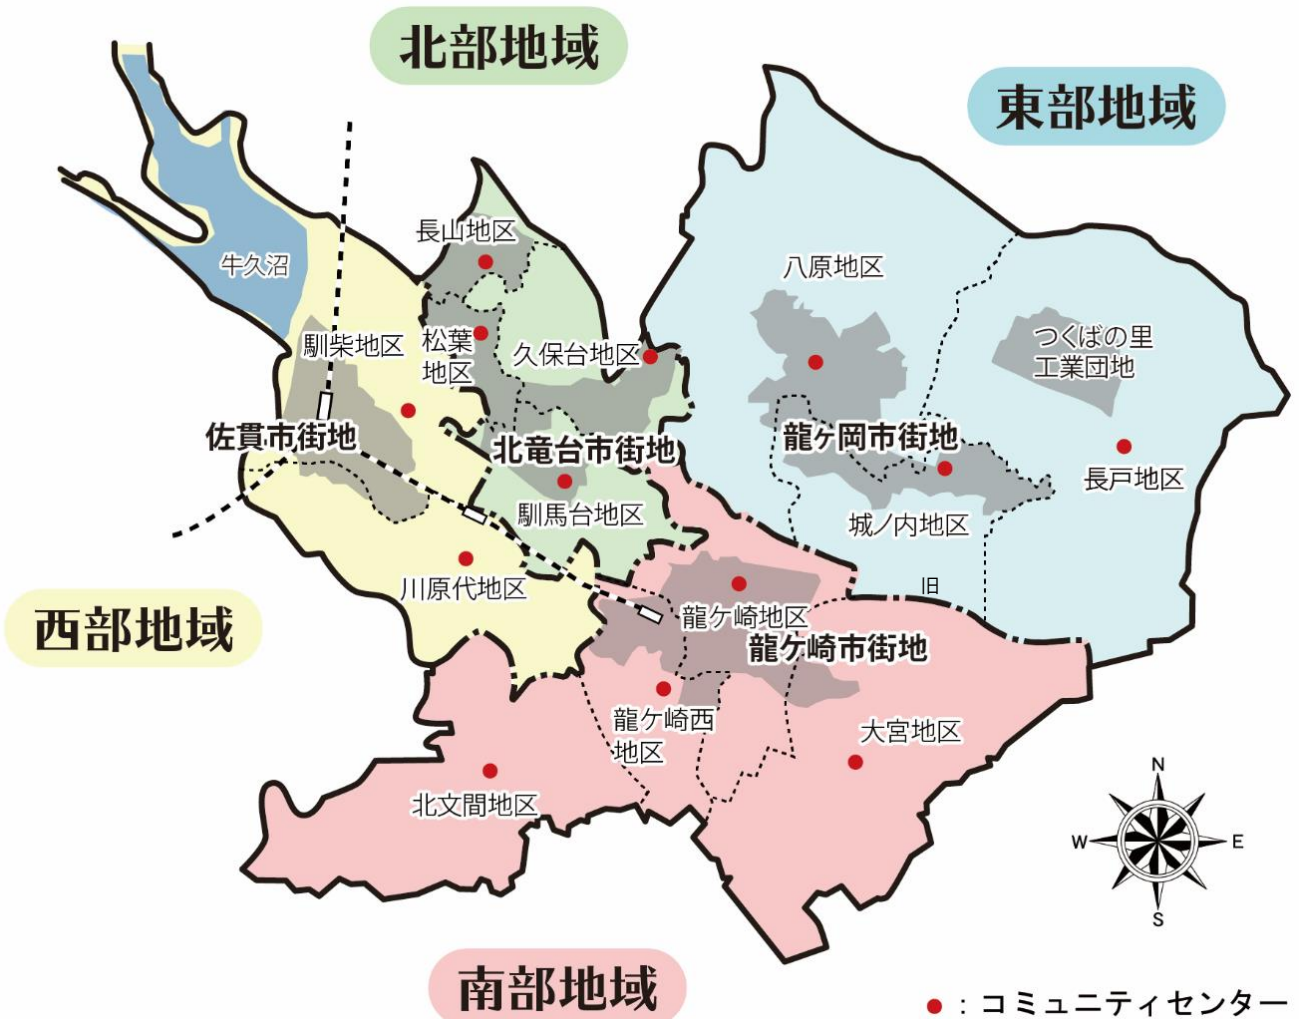 北部地域
東部地域
長山地区
牛久沼
八原地区
馴柴地区
松葉
地区
久保台地区
つくばの里
工業団地
佐貫市街地
北竜台市街地
龍ヶ岡市街地
長戸地区
馴馬台地区
城ノ内地区
川原代地区
旧
西部地域
龍ケ崎地区
龍ケ崎市街地
龍ケ崎西
地区
大宮地区
北文間地区
N
W
E
S
南部地域
：コミュニティセンター